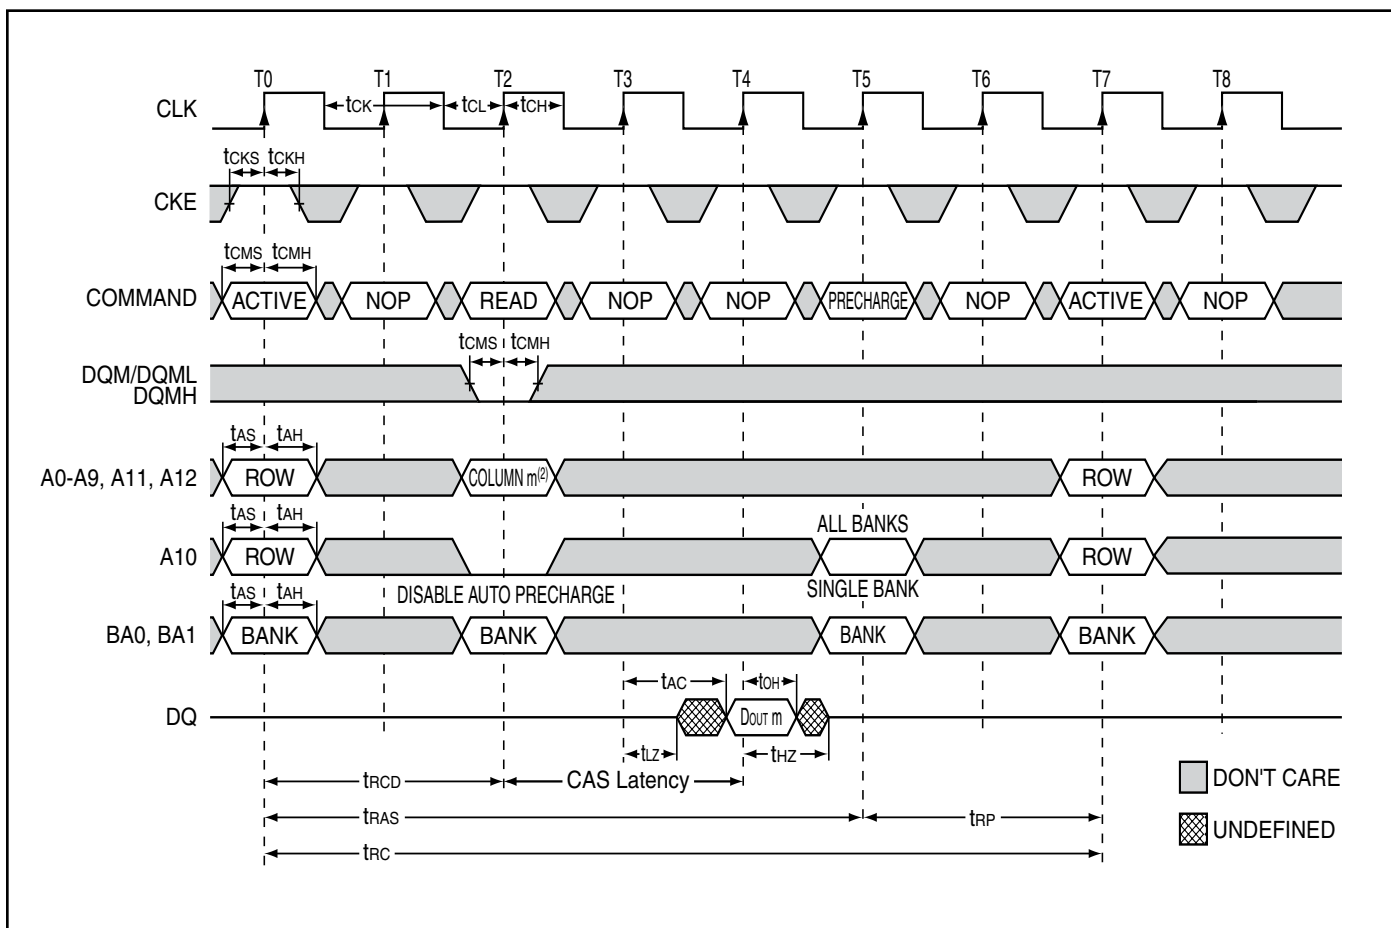 T0 T1 T2 T3 T4 T5 T6 T7 T8
CLK
tCK tCL tCH
tCKS tCKH
CKE
tCMS tCMH
COMMAND ACTIVE NOP READ NOP NOP PRECHARGE NOP ACTIVE NOP
tCMS tCMH
DQM/DQML
DQMH
tAS tAH
A0-A9, A11, A12 ROW COLUMN m(2) ROW
tAS tAH ALL BANKS
A10 ROW ROW
DISABLE AUTO PRECHARGE SINGLE BANK
tAS tAH
BA0, BA1 BANK BANK BANK BANK
tAC tOH
DQ DOUT m
tLZ tHZ
tRCD CAS Latency
DON'T CARE
tRAS tRP
UNDEFINED
tRC